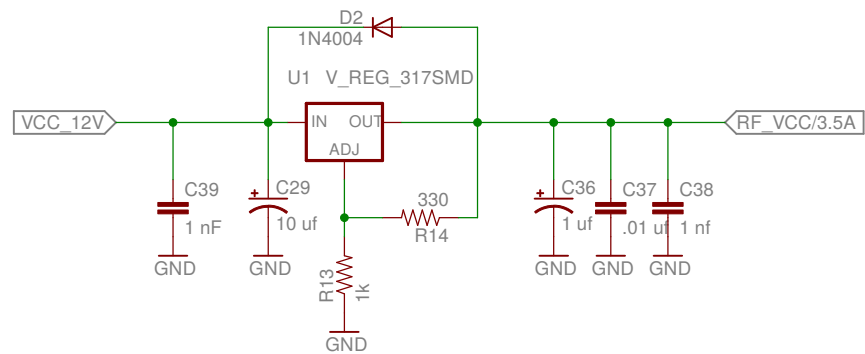 D2
1N4004
U1 V_REG_317SMD
VCC_12V
IN OUT
ADJ
RF_VCC/3.5A
C39
1 nF
GND
C29
10 uf
GND
330
R14
R13
1k
GND
C36
1 uf
GND
C37
.01 uf
GND
C38
1 nf
GND